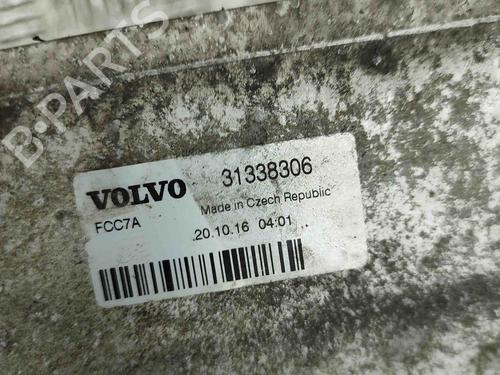 B-PARTS
VOLVO 31338306
FCC7A Made in Czech Republic
20.10.16 04:01